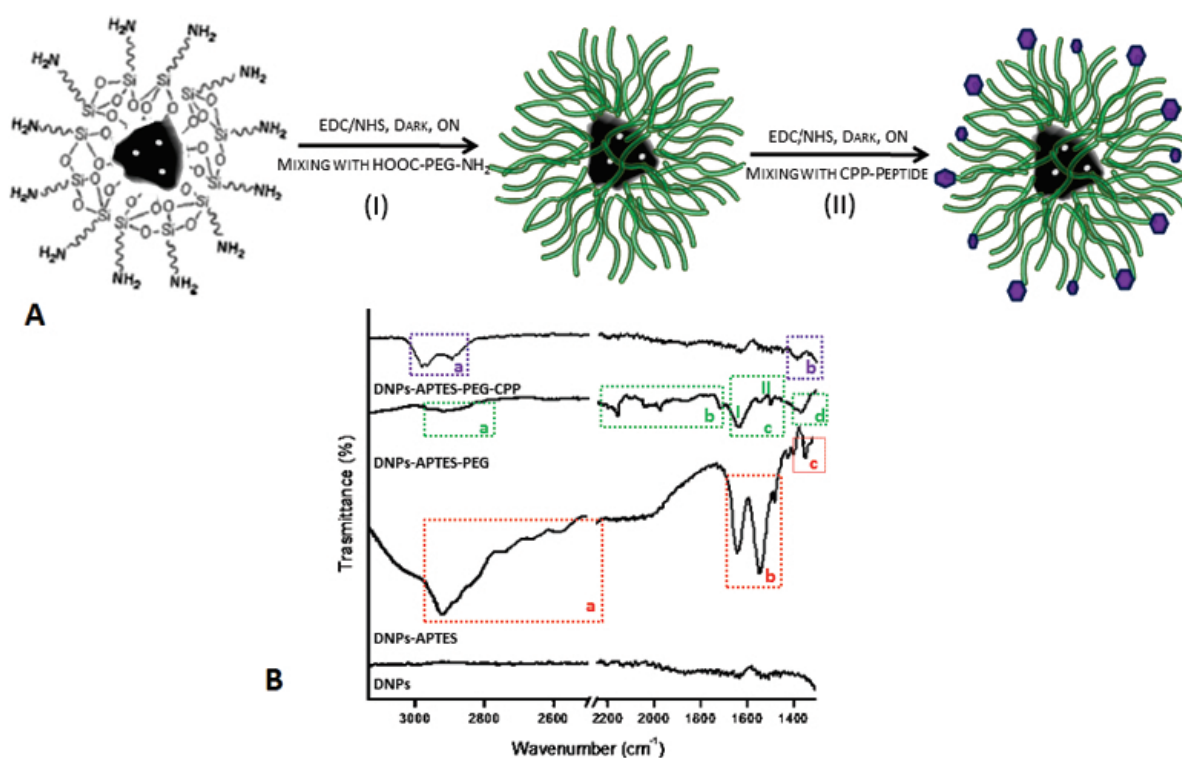 H₂N
NH₂
H₂N
NH₂
H₂N
NH₂
H₂N
NH₂
H₂N
NH₂
H₂N
NH₂
Si
O
EDC/NHS, DARK, ON
MIXING WITH HOOC-PEG-NH₂
(I)
EDC/NHS, DARK, ON
MIXING WITH CPP-PEPTIDE
(II)
A
a
b
DNPs-APTES-PEG-CPP
a
b
I
II
c
d
DNPs-APTES-PEG
c
b
a
DNPs-APTES
DNPs
B
Trasmittance (%)
3000 2800 2600 2200 2000 1800 1600 1400
Wavenumber (cm⁻¹)